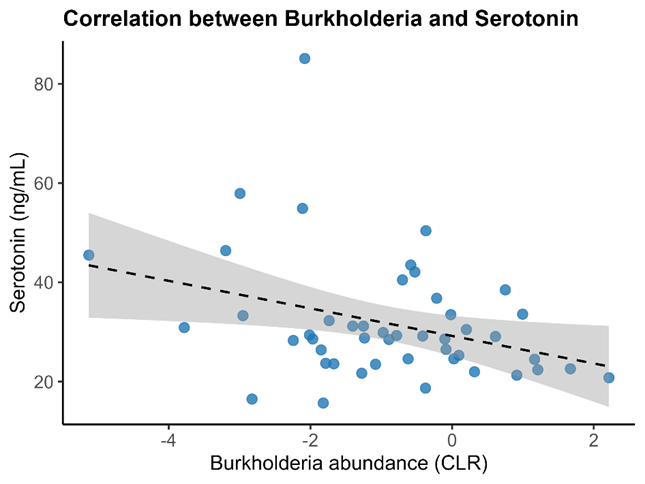 Correlation between Burkholderia and Serotonin
Serotonin (ng/mL)
80
60
40
20
-4 -2 0 2
Burkholderia abundance (CLR)